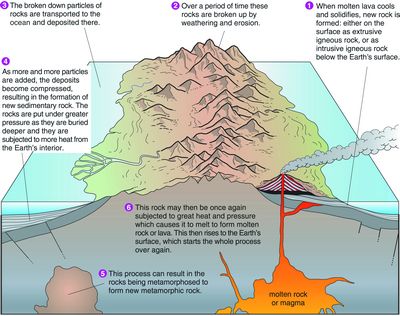 1 When molten lava cools
and solidifies, new rock is
formed: either on the
surface as extrusive
igneous rock, or as
intrusive igneous rock
below the Earth's surface.
2 Over a period of time these
rocks are broken up by
weathering and erosion.
3 The broken down particles of
rocks are transported to the
ocean and deposited there.
4
As more and more particles
are added, the deposits
become compressed,
resulting in the formation of
new sedimentary rock. The
rocks are put under greater
pressure as they are buried
deeper and they are
subjected to more heat from
the Earth's interior.
5 This process can result in the
rocks being metamorphosed to
form new metamorphic rock.
6 This rock may then be once again
subjected to great heat and pressure
which causes it to melt to form molten
rock or lava. This then rises to the Earth's
surface, which starts the whole process
over again.
molten rock
or magma